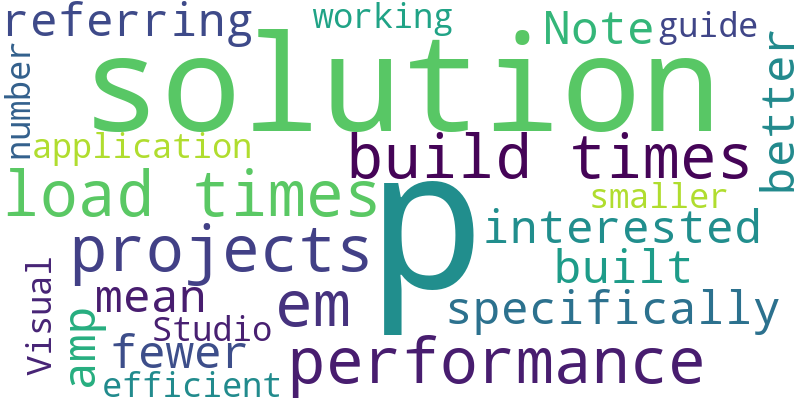 referring
working
Note
guide
solution
number
better
application
build times
load times
p
smaller
interested
projects
built
Visual
mean
em
specifically
amp
Studio
fewer
performance
efficient